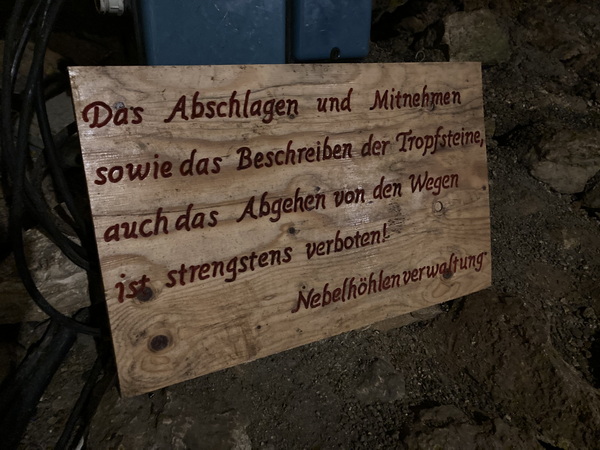 Das Abschlagen und Mitnehmen
sowie das Beschreiben der Tropfsteine,
auch das Abgehen von den Wegen
ist strengstens verboten!
Nebelhöhlenverwaltung